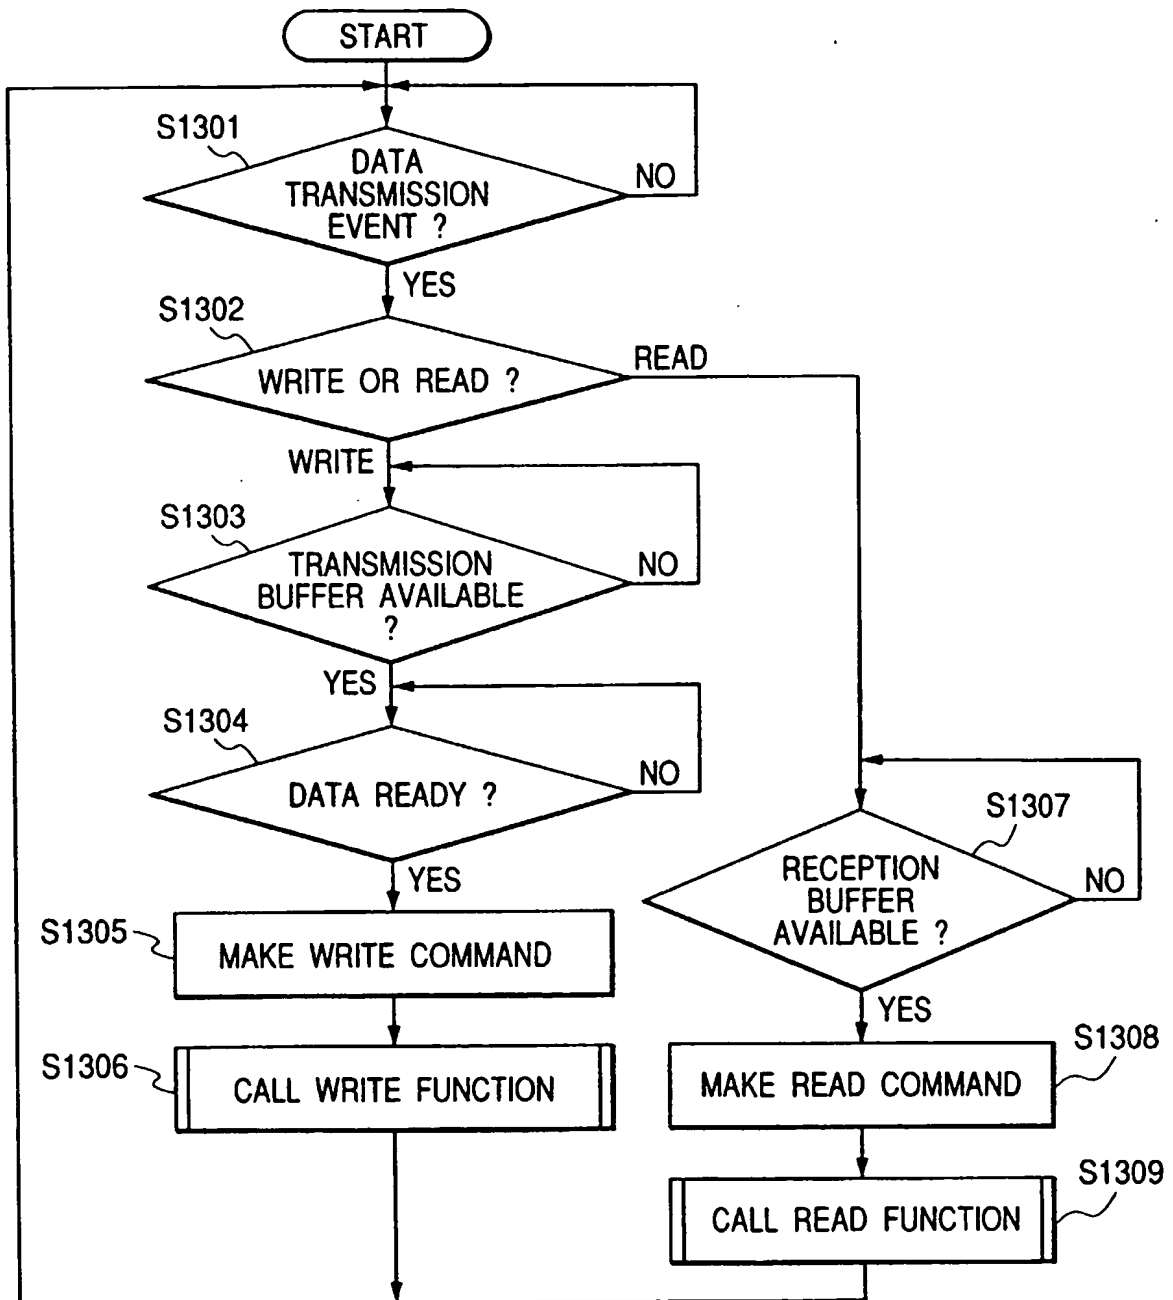 START
S1301
DATA
TRANSMISSION
EVENT ?
NO
YES
S1302
WRITE OR READ ?
READ
WRITE
S1303
TRANSMISSION
BUFFER AVAILABLE
?
NO
YES
S1304
DATA READY ?
NO
YES
S1305
MAKE WRITE COMMAND
S1306
CALL WRITE FUNCTION
S1307
RECEPTION
BUFFER
AVAILABLE ?
NO
YES
S1308
MAKE READ COMMAND
S1309
CALL READ FUNCTION